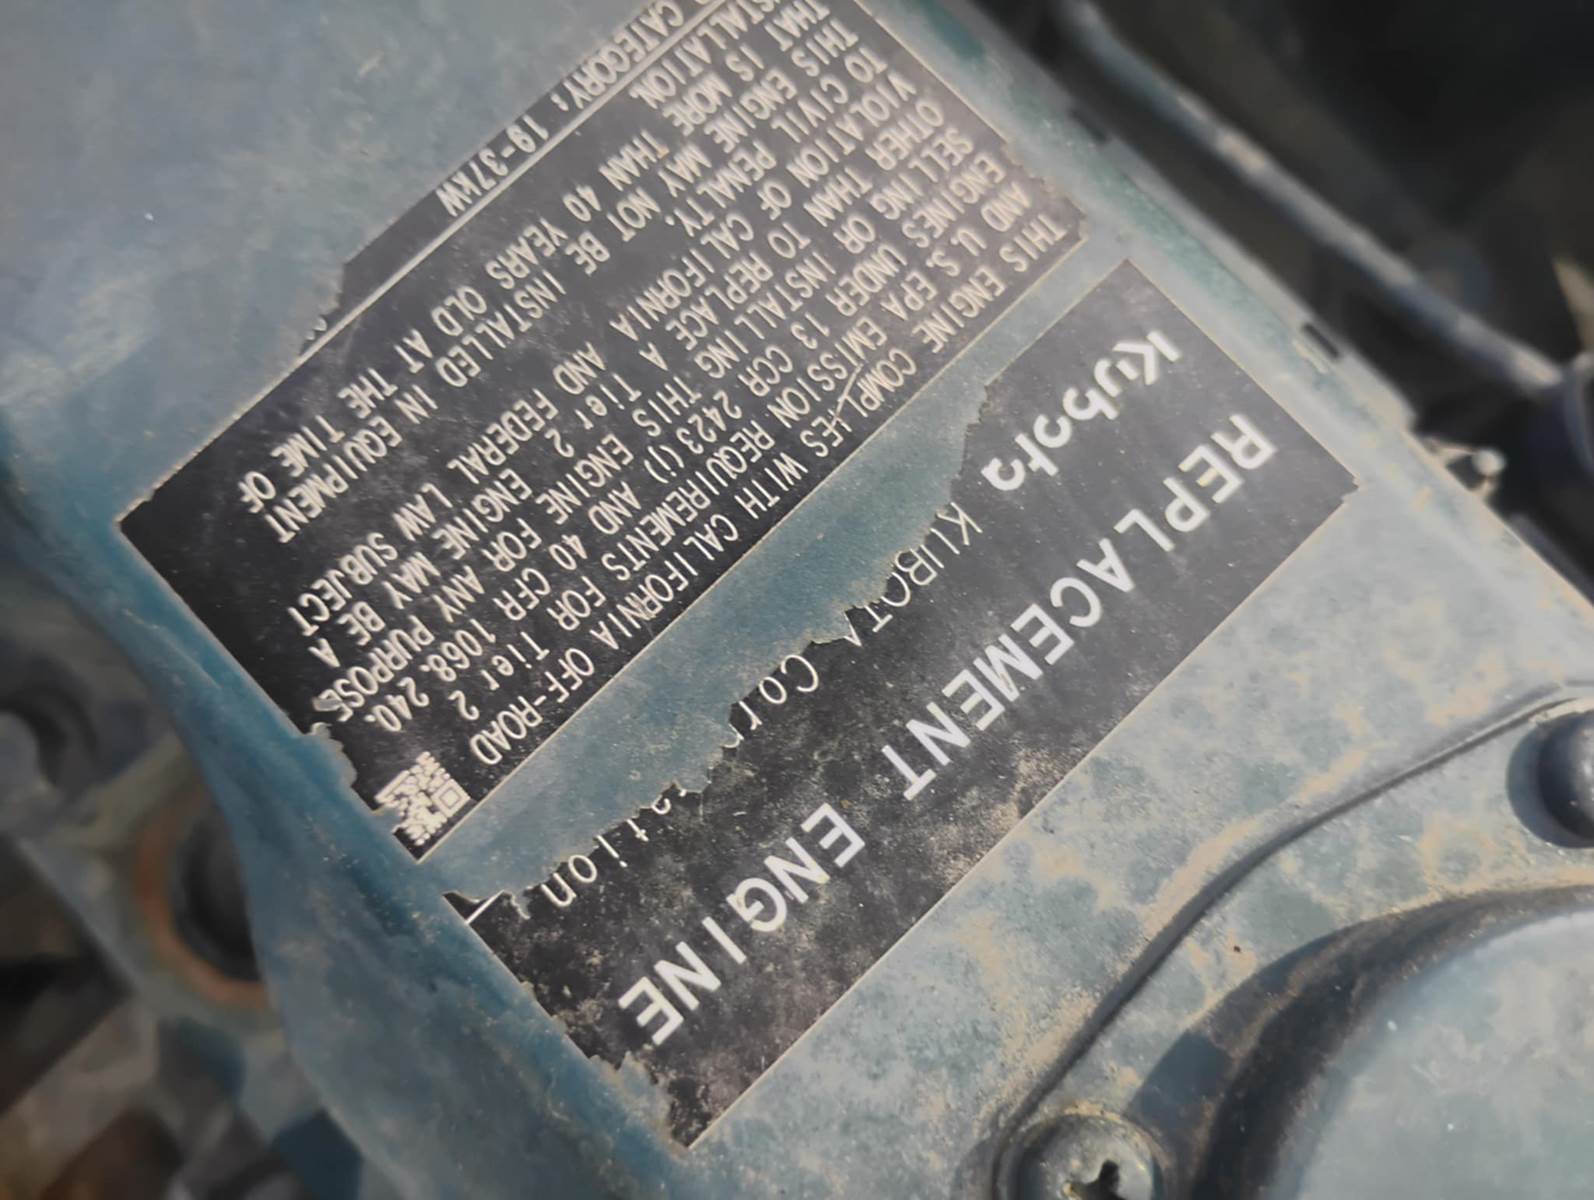 REPLACEMENT ENGINE
Kubota KUBOTA Cor ation
THIS ENGINE COMPLIES WITH CALIFORNIA OFF-ROAD
AND U.S. EPA EMISSION REQUIREMENTS FOR Tier 2
ENGINES UNDER 13 CCR 2423(j) AND 40 CFR 1068.240.
SELLING OR INSTALLING THIS ENGINE FOR ANY PURPOSE
OTHER THAN TO REPLACE A Tier 2 ENGINE MAY BE A
VIOLATION OF CALIFORNIA AND FEDERAL LAW SUBJECT
TO CIVIL PENALTY.
THIS ENGINE MAY NOT BE INSTALLED IN EQUIPMENT
THAT IS MORE THAN 40 YEARS OLD AT THE TIME OF
STALLATION.
CATEGORY: 19-37kW